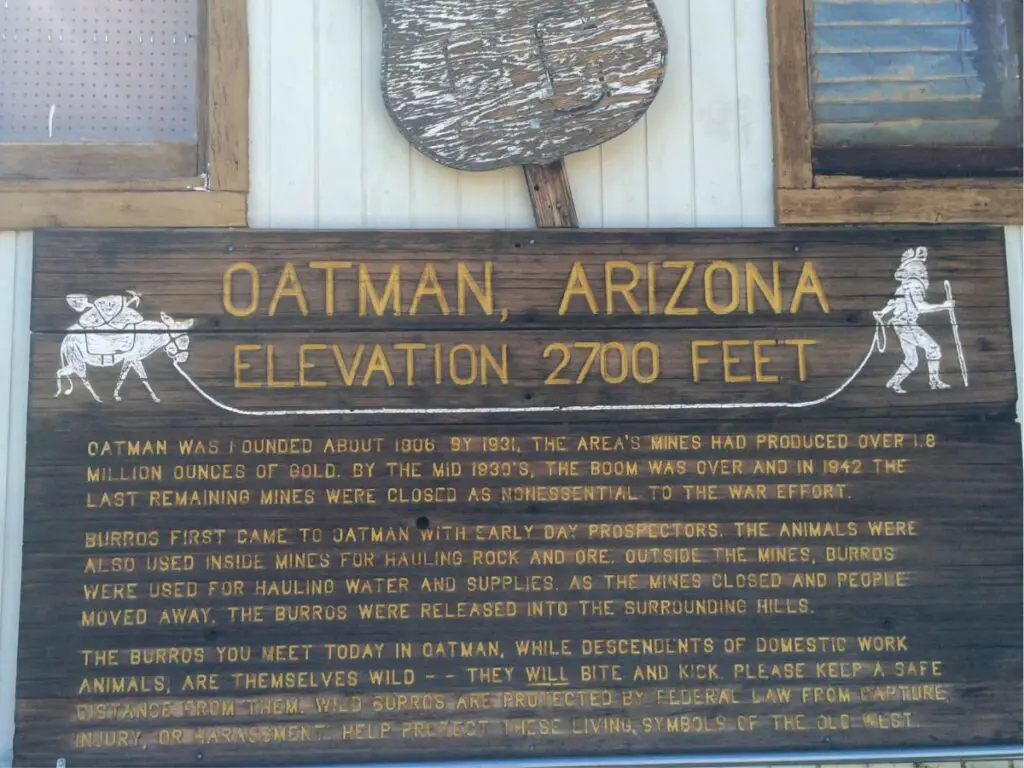 OATMAN, ARIZONA
ELEVATION 2700 FEET
OATMAN WAS FOUNDED ABOUT 1906. BY 1931, THE AREA'S MINES HAD PRODUCED OVER 1.8
MILLION OUNCES OF GOLD. BY THE MID 1930'S, THE BOOM WAS OVER AND IN 1942 THE
LAST REMAINING MINES WERE CLOSED AS NONESSENTIAL TO THE WAR EFFORT.
BURROS FIRST CAME TO OATMAN WITH EARLY DAY PROSPECTORS. THE ANIMALS WERE
ALSO USED INSIDE MINES FOR HAULING ROCK AND ORE. OUTSIDE THE MINES, BURROS
WERE USED FOR HAULING WATER AND SUPPLIES. AS THE MINES CLOSED AND PEOPLE
MOVED AWAY, THE BURROS WERE RELEASED INTO THE SURROUNDING HILLS.
THE BURROS YOU MEET TODAY IN OATMAN, WHILE DESCENDENTS OF DOMESTIC WORK
ANIMALS, ARE THEMSELVES WILD -- THEY WILL BITE AND KICK. PLEASE KEEP A SAFE
DISTANCE FROM THEM. WILD BURROS ARE PROTECTED BY FEDERAL LAW FROM CAPTURE,
INJURY, OR HARASSMENT. HELP PROTECT THESE LIVING SYMBOLS OF THE OLD WEST.